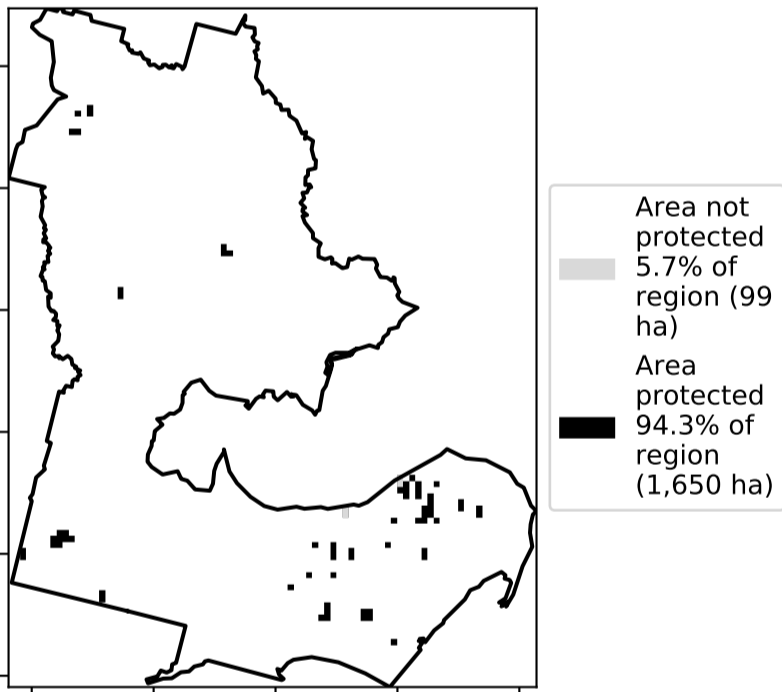 Area not
protected
5.7% of
region (99
ha)
Area
protected
94.3% of
region
(1,650 ha)